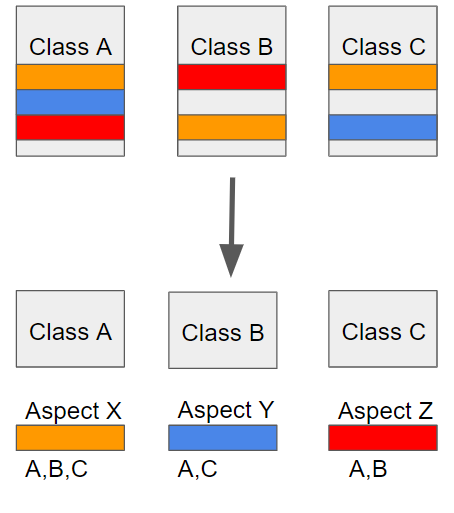 Class A
Class B
Class C
Class A
Class B
Class C
Aspect X
Aspect Y
Aspect Z
A,B,C
A,C
A,B